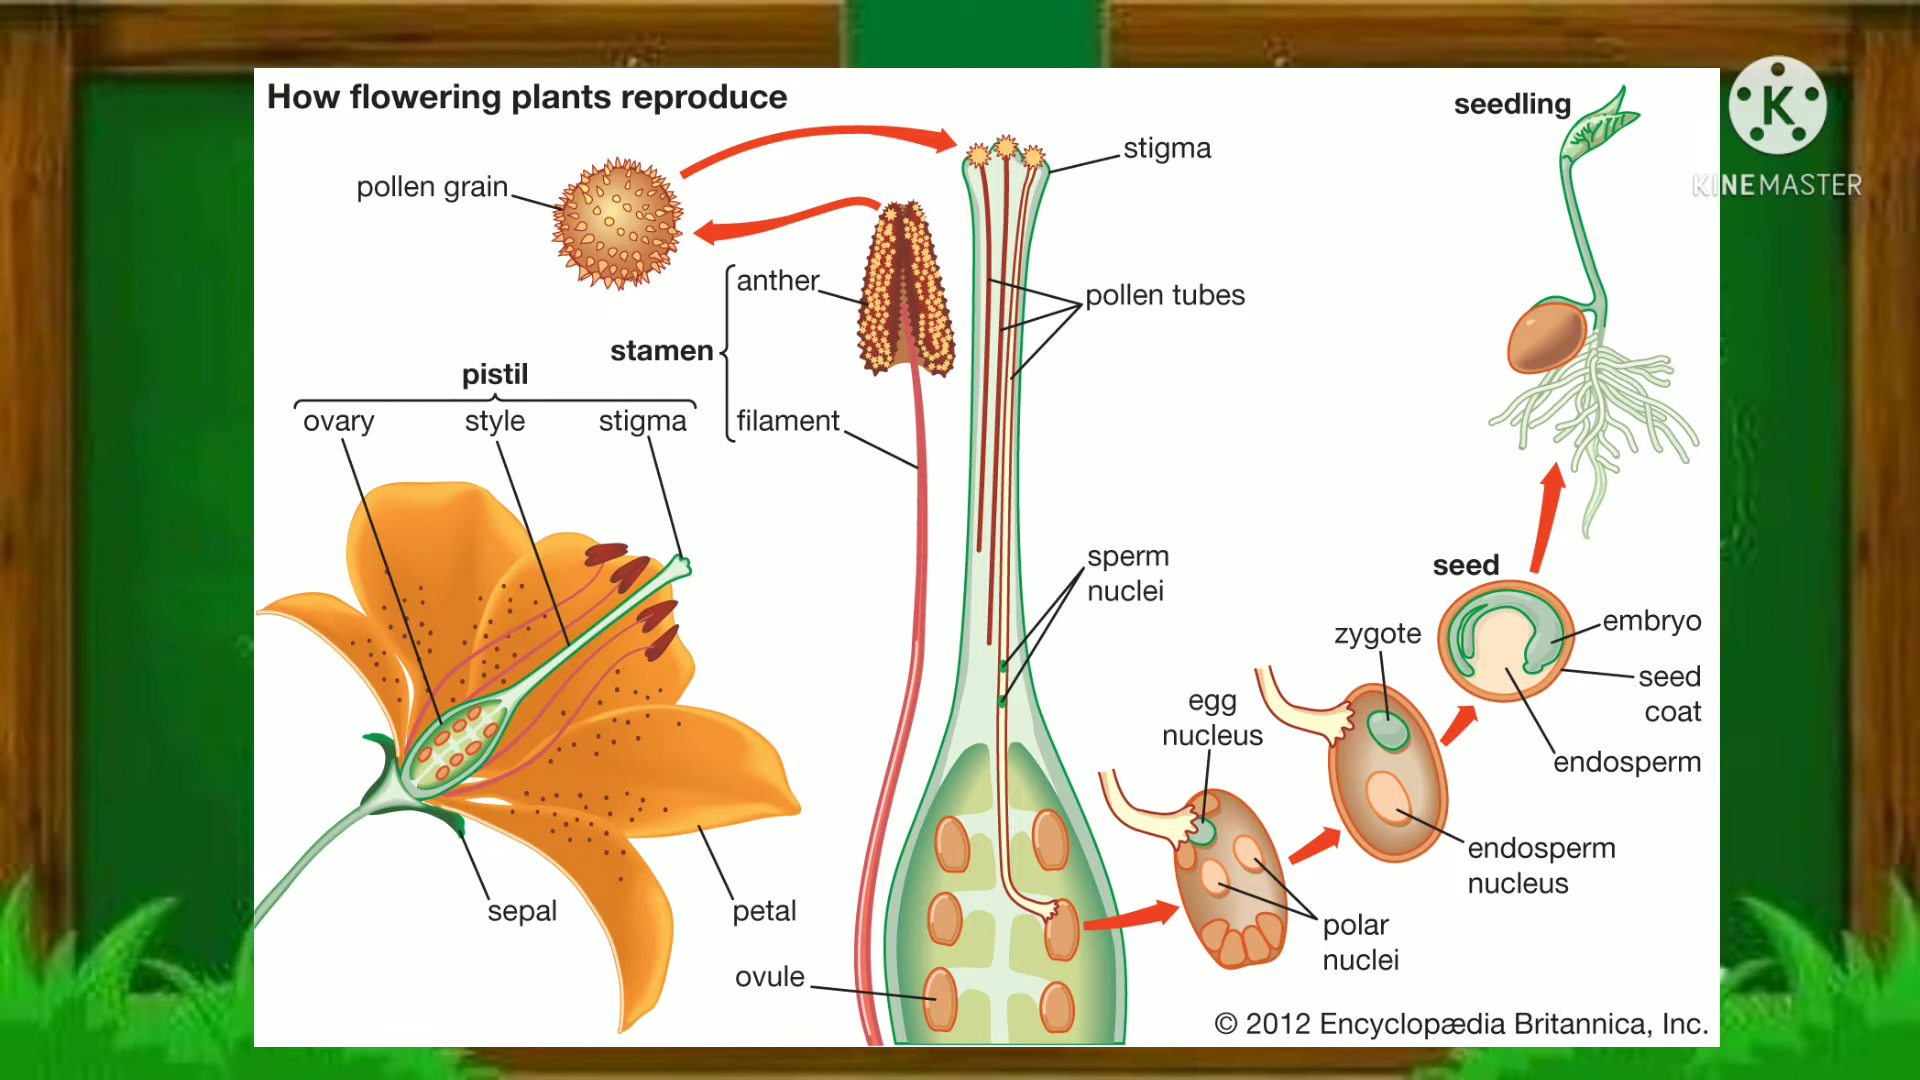 How flowering plants reproduce
seedling
K
KINEMASTER
stigma
pollen grain
anther
pollen tubes
stamen
pistil
ovary style stigma
filament
sperm
nuclei
seed
embryo
zygote
seed
coat
egg
nucleus
endosperm
endosperm
nucleus
sepal
petal
polar
nuclei
ovule
© 2012 Encyclopædia Britannica, Inc.